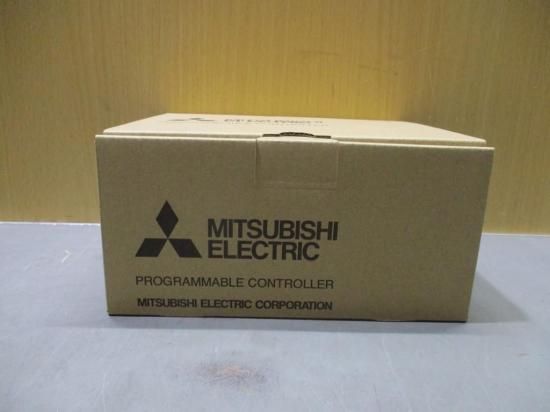 MITSUBISHI
ELECTRIC
PROGRAMMABLE CONTROLLER
MITSUBISHI ELECTRIC CORPORATION